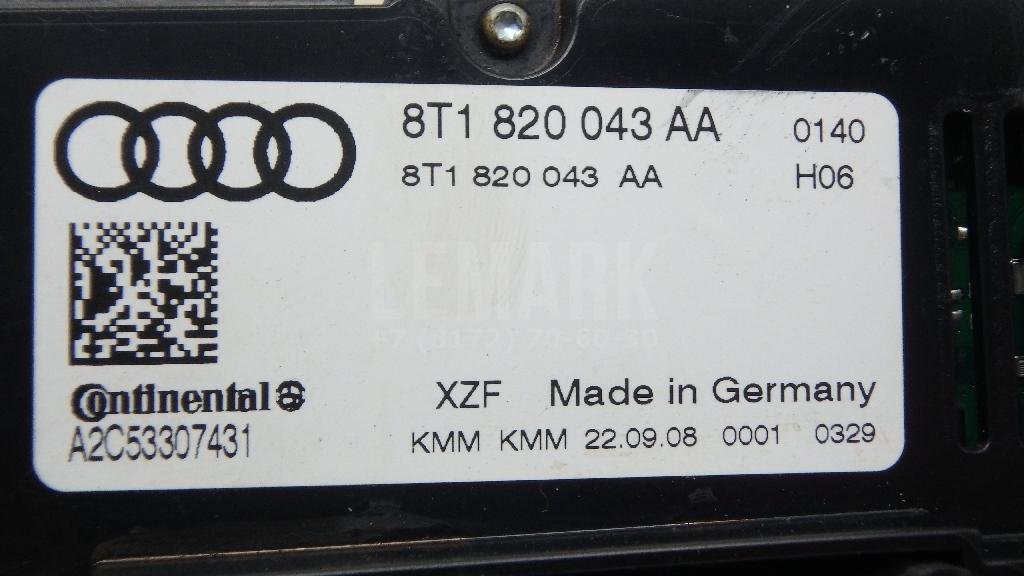 8T1 820 043 AA 0140
8T1 820 043 AA H06
LEMARK
+7 (8172) 70-60-30
Continental
XZF Made in Germany
A2C53307431
KMM KMM 22.09.08 0001 0329